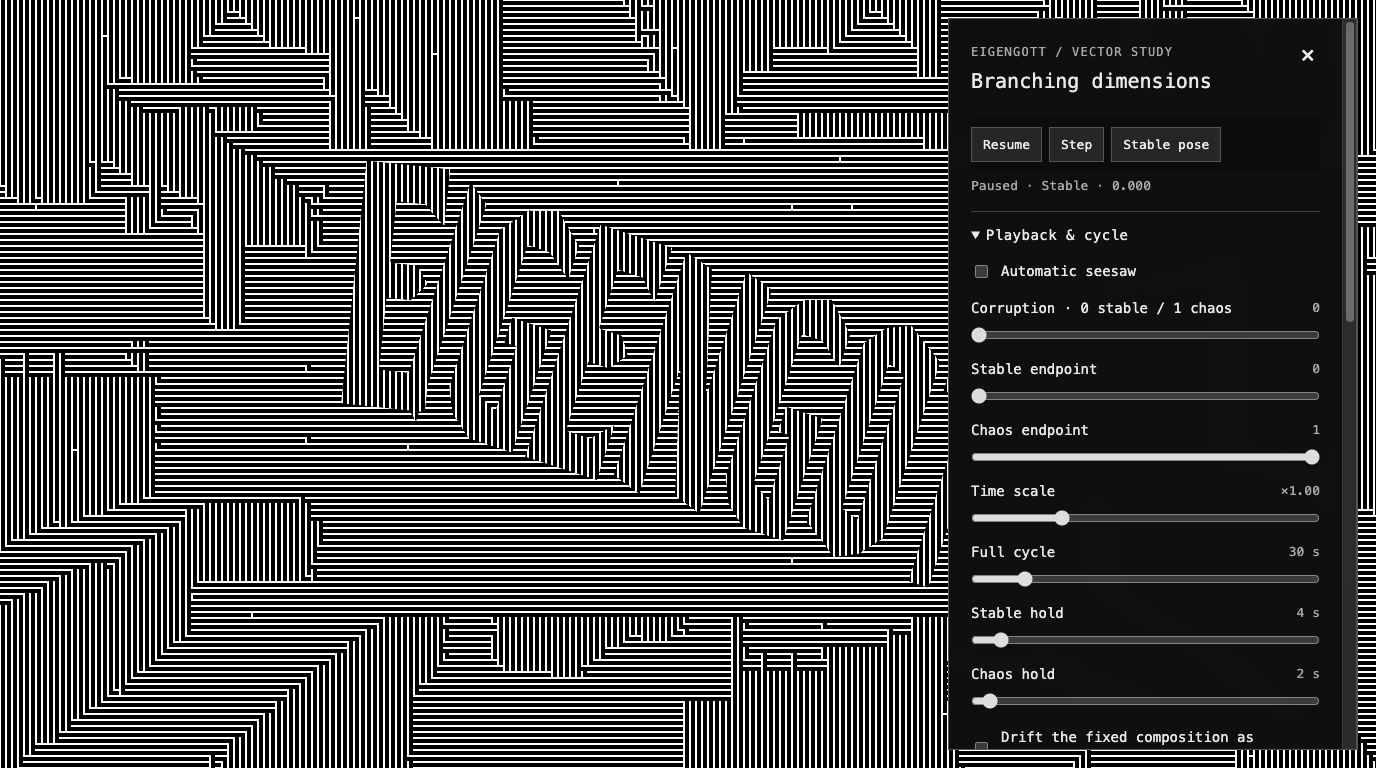 EIGENGOTT / VECTOR STUDY
×
Branching dimensions
Resume Step Stable pose
Paused · Stable · 0.000
▼ Playback & cycle
Automatic seesaw
Corruption · 0 stable / 1 chaos 0
Stable endpoint 0
Chaos endpoint 1
Time scale ×1.00
Full cycle 30 s
Stable hold 4 s
Chaos hold 2 s
Drift the fixed composition as